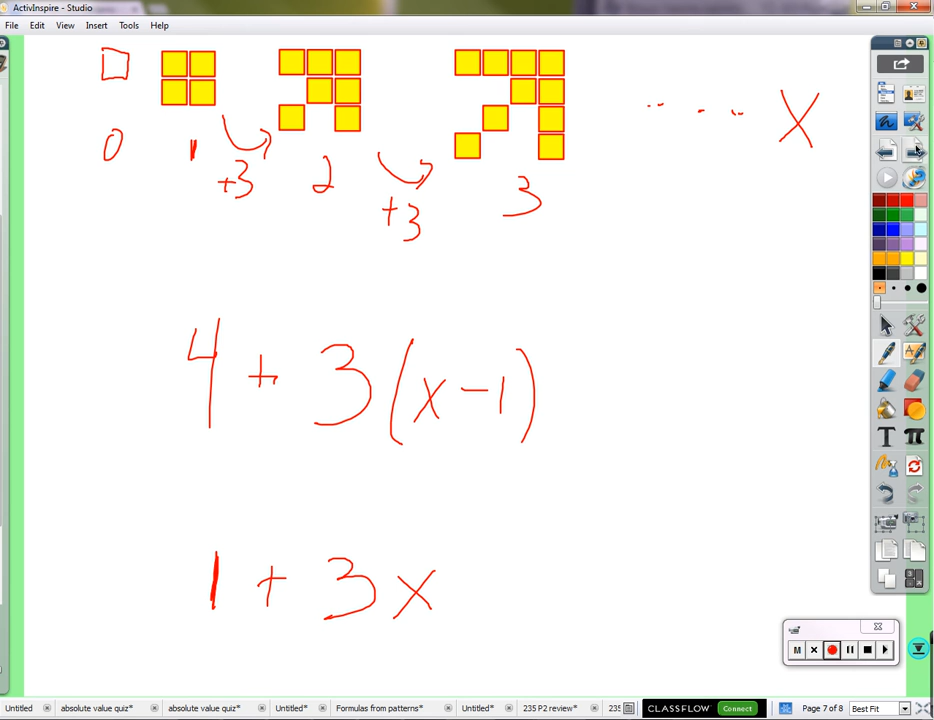 ActivInspire - Studio
File Edit View Insert Tools Help
0 1 +3 2 +3 3 .... X
4 + 3(x-1)
1 + 3x
M
Untitled absolute value quiz* absolute value quiz* Untitled* Formulas from patterns* Untitled* 235 P2 review* 235 CLASSFLOW Connect Page 7 of 8 Best Fit